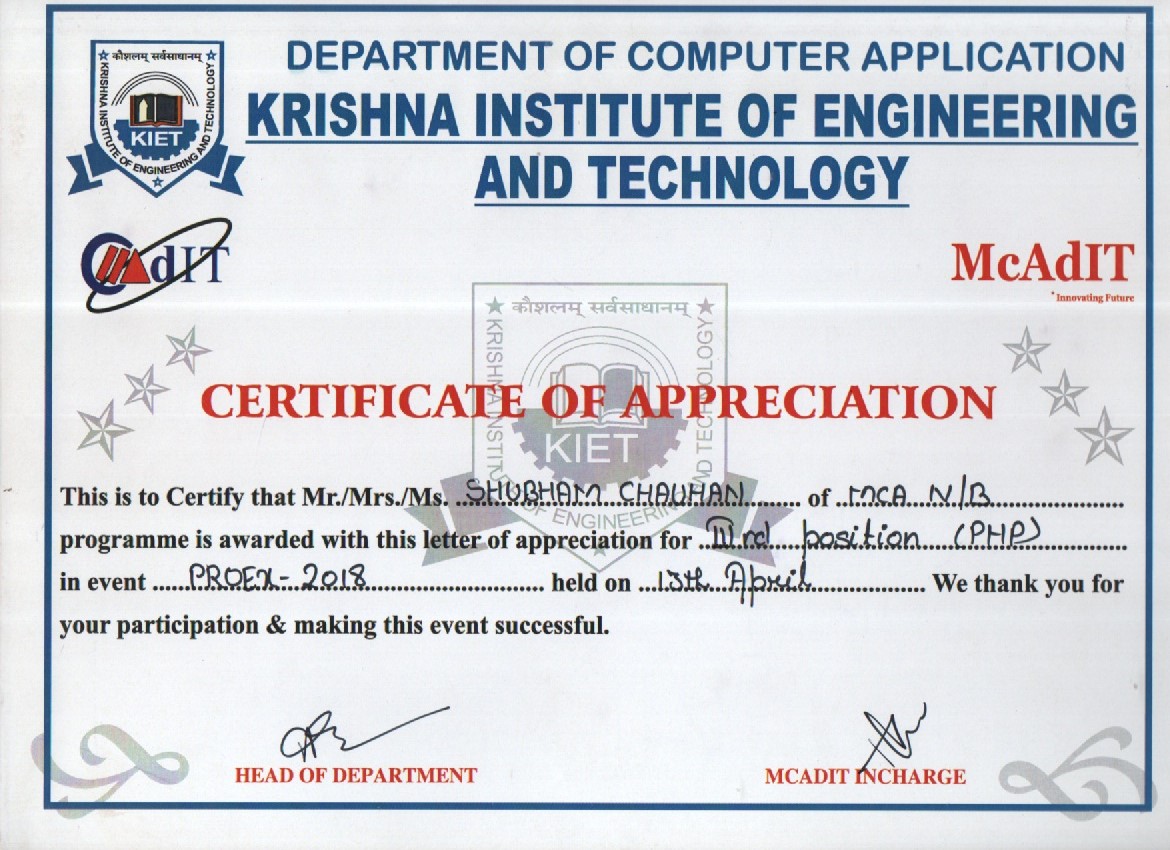 DEPARTMENT OF COMPUTER APPLICATION
KRISHNA INSTITUTE OF ENGINEERING
AND TECHNOLOGY
कौशलम् सर्वसाधानम्
KRISHNA INSTITUTE OF ENGINEERING AND TECHNOLOGY
KIET
CMAdIT
McAdIT
Innovating Future
कौशलम् सर्वसाधानम्
KRISHNA INSTITUTE OF ENGINEERING AND TECHNOLOGY
KIET
CERTIFICATE OF APPRECIATION
This is to Certify that Mr./Mrs./Ms. SHUBHAM CHAUHAN of MCA IV/B
programme is awarded with this letter of appreciation for IIIrd position (PHP)
in event PROEX-2018 held on 13th April We thank you for
your participation & making this event successful.
HEAD OF DEPARTMENT
MCADIT INCHARGE